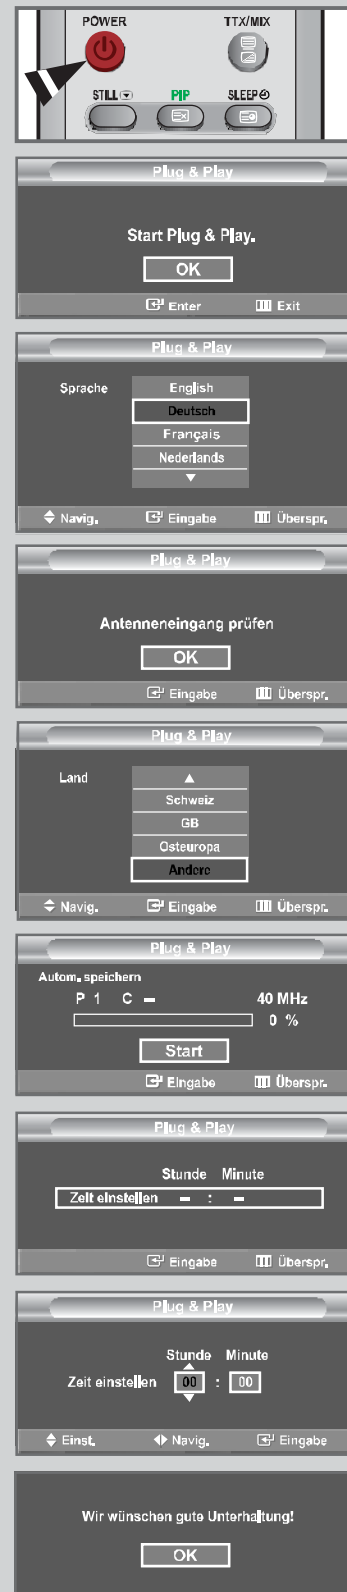 POWER TTX/MIX
STILL PIP SLEEP
Plug & Play
Start Plug & Play.
OK
Enter Exit
Plug & Play
Sprache English
Deutsch
Français
Nederlands
Navig. Eingabe Überspr.
Plug & Play
Antenneneingang prüfen
OK
Eingabe Überspr.
Plug & Play
Land
Schweiz
GB
Osteuropa
Andere
Navig. Eingabe Überspr.
Plug & Play
Autom. speichern
P 1 C – 40 MHz
0 %
Start
Eingabe Überspr.
Plug & Play
Stunde Minute
Zeit einstellen – : –
Eingabe Überspr.
Plug & Play
Stunde Minute
Zeit einstellen 00 : 00
Einst. Navig. Eingabe
Wir wünschen gute Unterhaltung!
OK